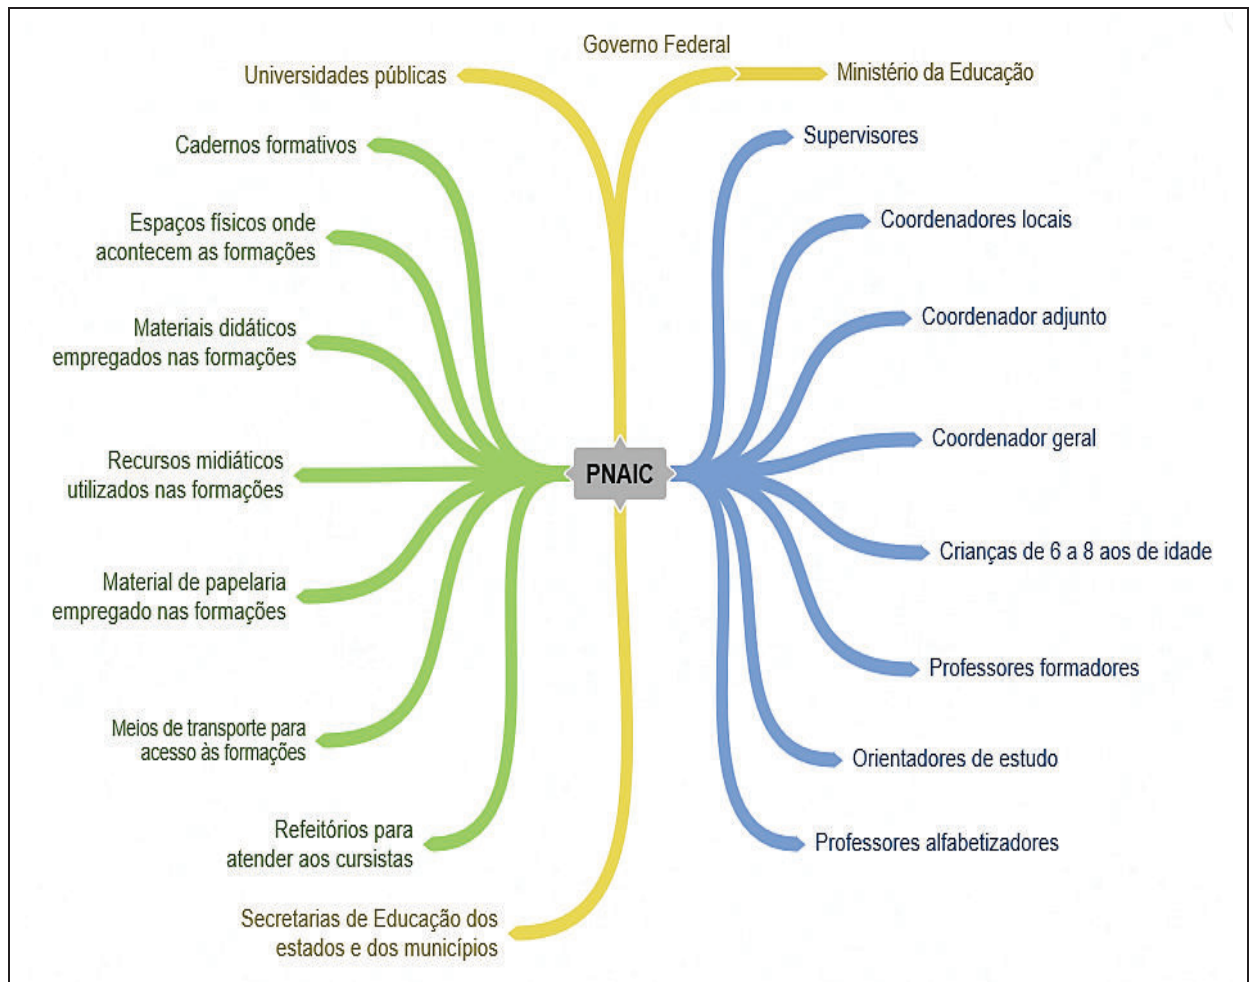 Governo Federal
Universidades públicas
Ministério da Educação
Cadernos formativos
Espaços físicos onde
acontecem as formações
Materiais didáticos
empregados nas formações
Recursos midiáticos
utilizados nas formações
Material de papelaria
empregado nas formações
Meios de transporte para
acesso às formações
Refeitórios para
atender aos cursistas
Secretarias de Educação dos
estados e dos municípios
PNAIC
Supervisores
Coordenadores locais
Coordenador adjunto
Coordenador geral
Crianças de 6 a 8 aos de idade
Professores formadores
Orientadores de estudo
Professores alfabetizadores